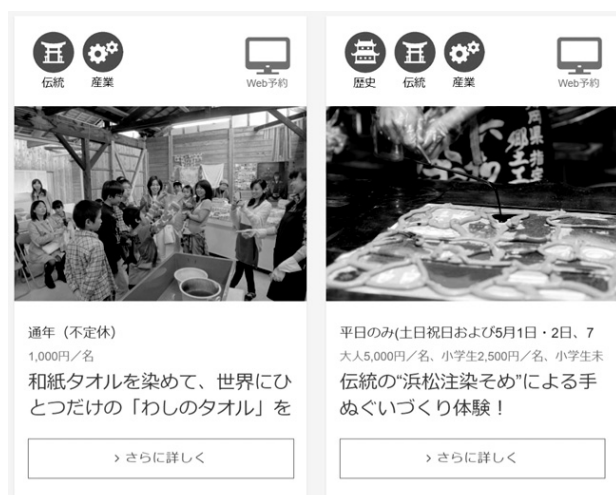 伝統 産業
Web予約
通年（不定休）
1,000円／名
和紙タオルを染めて、世界にひ
とつだけの「わしのタオル」を
› さらに詳しく
歴史 伝統 産業
Web予約
県指定
平日のみ(土日祝日および5月1日・2日、7
大人5,000円／名、小学生2,500円／名、小学生未
伝統の“浜松注染そめ”による手
ぬぐいづくり体験！
› さらに詳しく